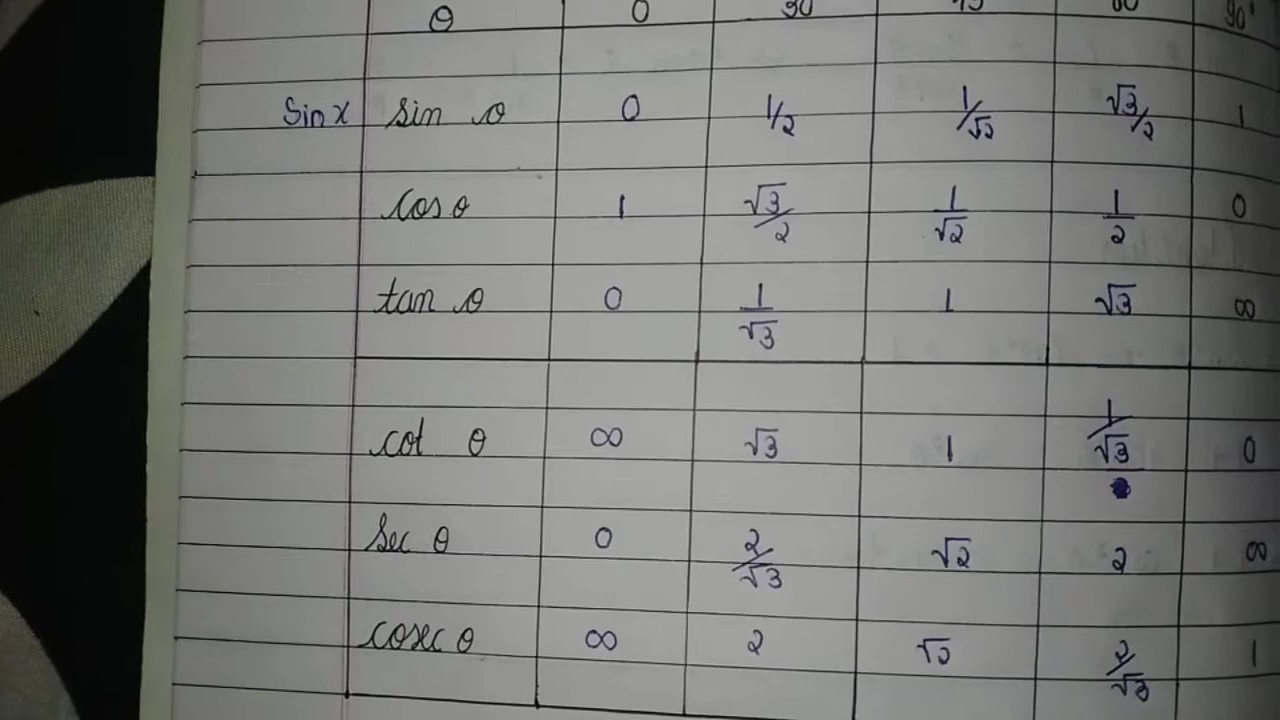 θ 0 30 45 60 90°
Sin x sin θ 0 1/2 1/√2 √3/2 1
cos θ 1 √3/2 1/√2 1/2 0
tan θ 0 1/√3 1 √3 ∞
cot θ ∞ √3 1 1/√3 0
sec θ 0 2/√3 √2 2 ∞
cosec θ ∞ 2 √2 2/√3 1